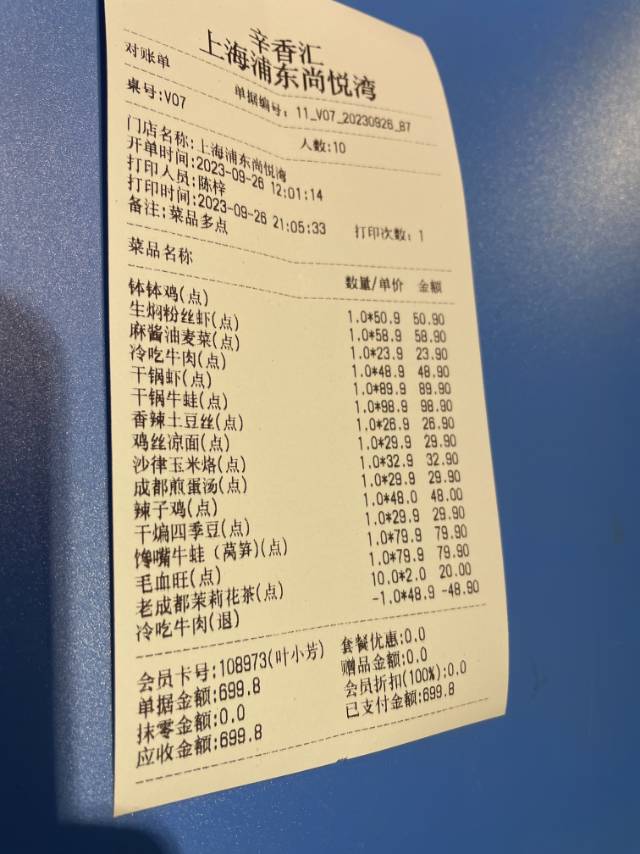 辛香汇
上海浦东尚悦湾
对账单 单据编号: 11_V07_20230926_87
桌号:V07 人数:10
门店名称:上海浦东尚悦湾
开单时间:2023-09-26 12:01:14
打印人员:陈梓
打印时间:2023-09-26 21:05:33 打印次数: 1
备注:菜品多点
菜品名称 数量/单价 金额
钵钵鸡(点) 1.0*50.9 50.90
生焖粉丝虾(点) 1.0*58.9 58.90
麻酱油麦菜(点) 1.0*23.9 23.90
冷吃牛肉(点) 1.0*48.9 48.90
干锅虾(点) 1.0*89.9 89.90
干锅牛蛙(点) 1.0*98.9 98.90
香辣土豆丝(点) 1.0*26.9 26.90
鸡丝凉面(点) 1.0*29.9 29.90
沙律玉米烙(点) 1.0*32.9 32.90
成都煎蛋汤(点) 1.0*29.9 29.90
辣子鸡(点) 1.0*48.0 48.00
干煸四季豆(点) 1.0*29.9 29.90
馋嘴牛蛙（莴笋)(点) 1.0*79.9 79.90
毛血旺(点) 1.0*79.9 79.90
老成都茉莉花茶(点) 10.0*2.0 20.00
冷吃牛肉(退) -1.0*48.9 -48.90
会员卡号:108973(叶小芳) 套餐优惠:0.0
单据金额:699.8 赠品金额:0.0
抹零金额:0.0 会员折扣(100%):0.0
应收金额:699.8 已支付金额:699.8